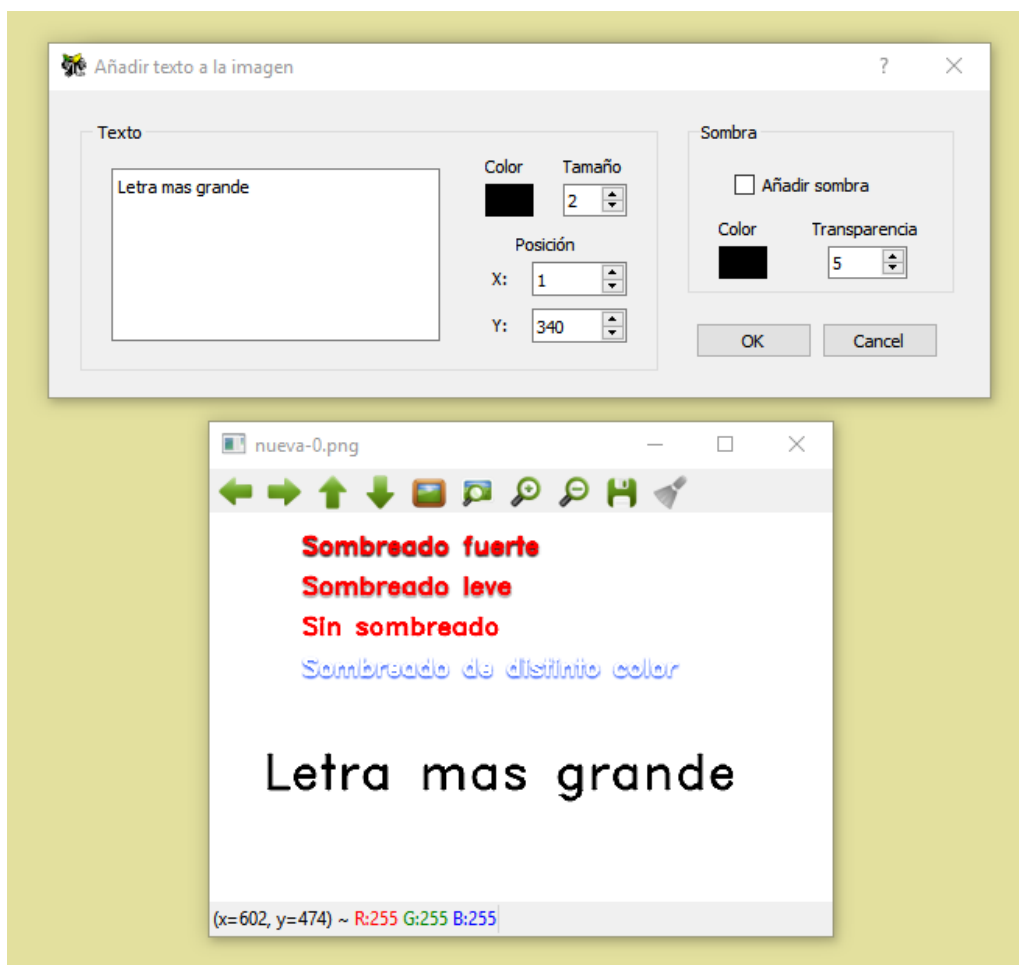 Añadir texto a la imagen
?
Texto
Letra mas grande
Color Tamaño
2
Posición
X: 1
Y: 340
Sombra
Añadir sombra
Color Transparencia
5
OK Cancel
nueva-0.png
Sombreado fuerte
Sombreado leve
Sin sombreado
Sombreado de distinto color
Letra mas grande
(x=602, y=474) ~ R:255 G:255 B:255